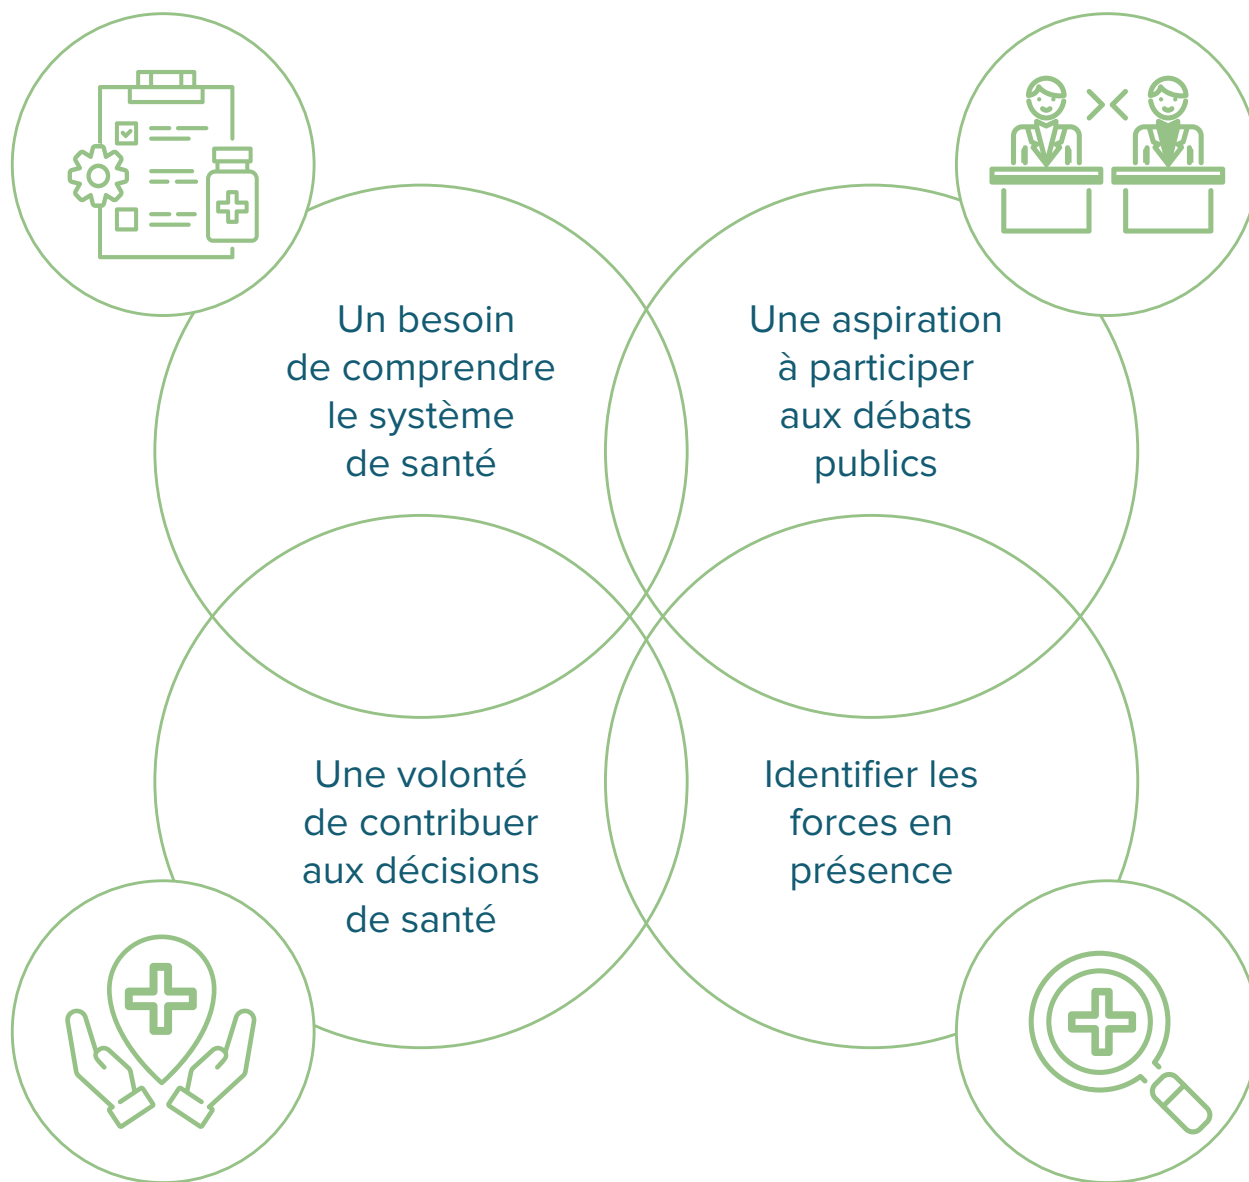 Un besoin
de comprendre
le système
de santé
Une aspiration
à participer
aux débats
publics
Une volonté
de contribuer
aux décisions
de santé
Identifier les
forces en
présence